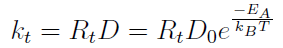 k_t = R_t D = R_t D_0 e^{\frac{-E_A}{k_B T}}